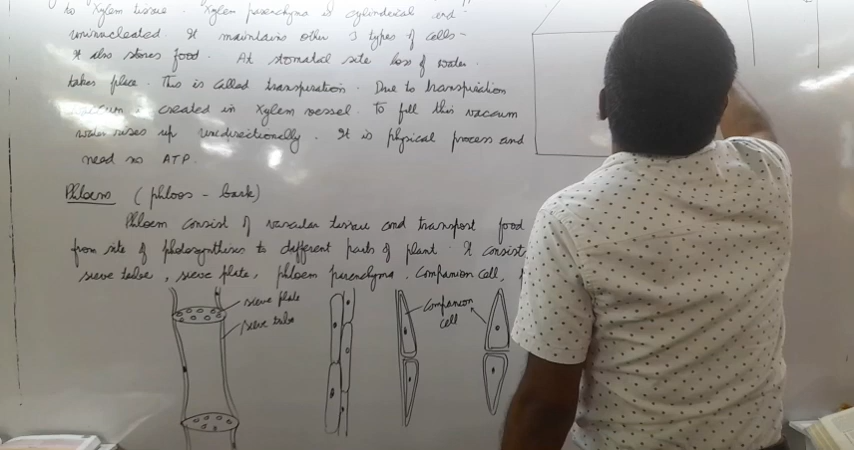 to Xylem tissue. Xylem parenchyma is cylinderical and
uninucleated It maintains other 3 types of cells -
It also stores food. At stomatal site loss of water
takes place. This is called transpiration. Due to transpiration
is created in Xylem vessel. To fill this vacuum
water rises up unidirectionally. It is physical process and
need no ATP.
Phloem (phloos - bark)
Phloem consist of vascular tissue and transport food
from site of photosynthesis to different parts of plant. It consist
sieve tube, sieve plate, phloem parenchyma. Companion cell,
sieve plate
sieve tube
Companion
cell